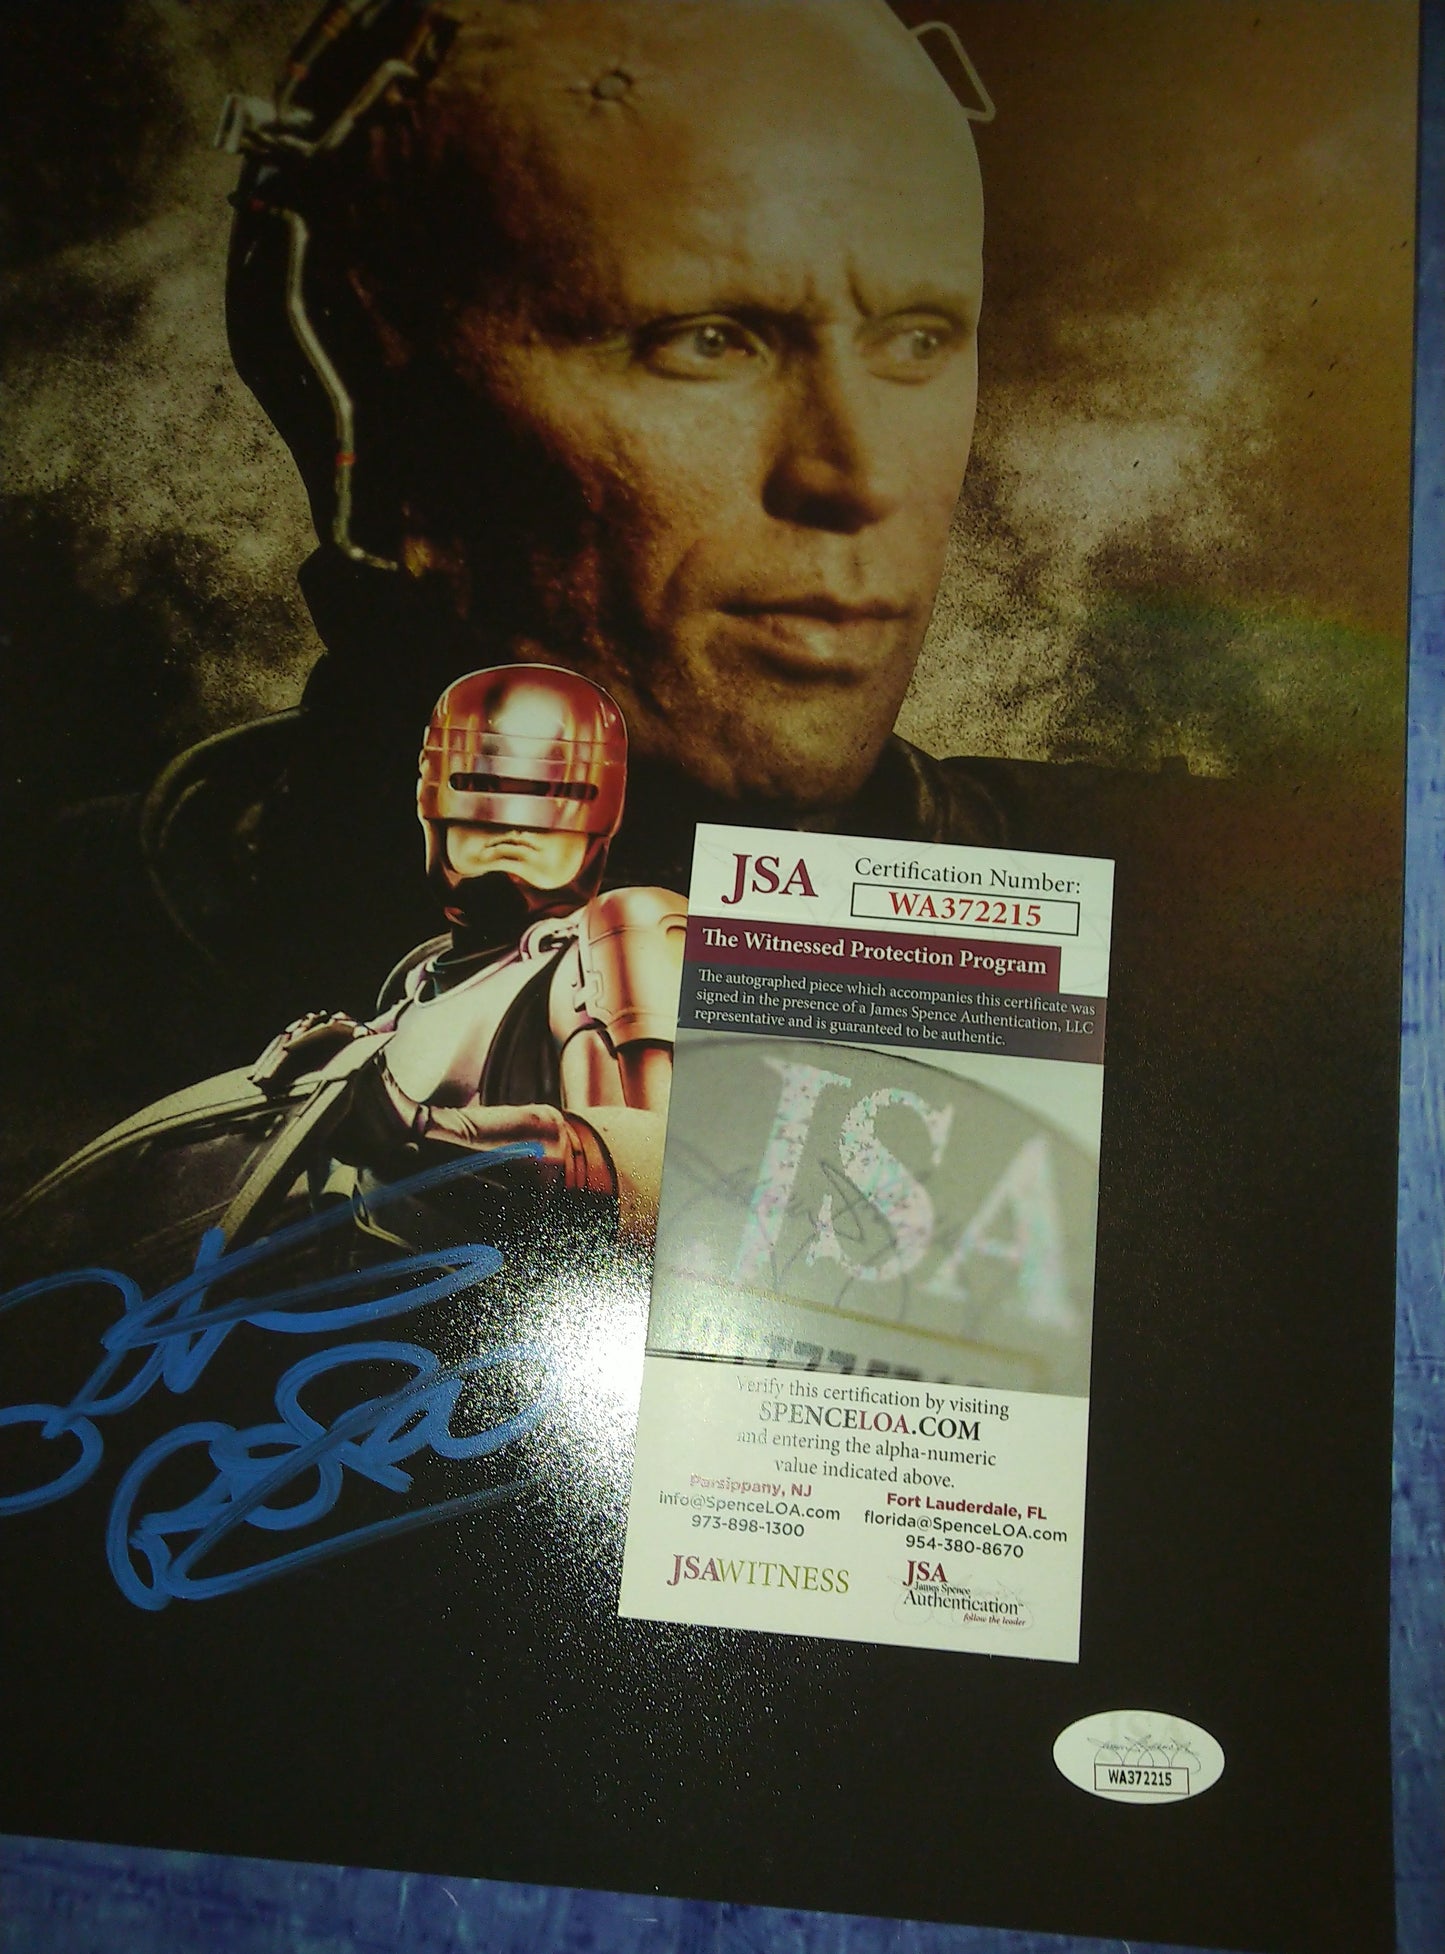 JSA
Certification Number:
WA372215
The Witnessed Protection Program
The autographed piece which accompanies this certificate was
signed in the presence of a James Spence Authentication, LLC
representative and is guaranteed to be authentic.
JSA
Verify this certification by visiting
SPENCELOA.COM
and entering the alpha-numeric
value indicated above.
Parsippany, NJ
info@SpenceLOA.com
973-898-1300
Fort Lauderdale, FL
florida@SpenceLOA.com
954-380-8670
JSAWITNESS
JSA
James Spence
Authentication
follow the leader
JSA
WA372215